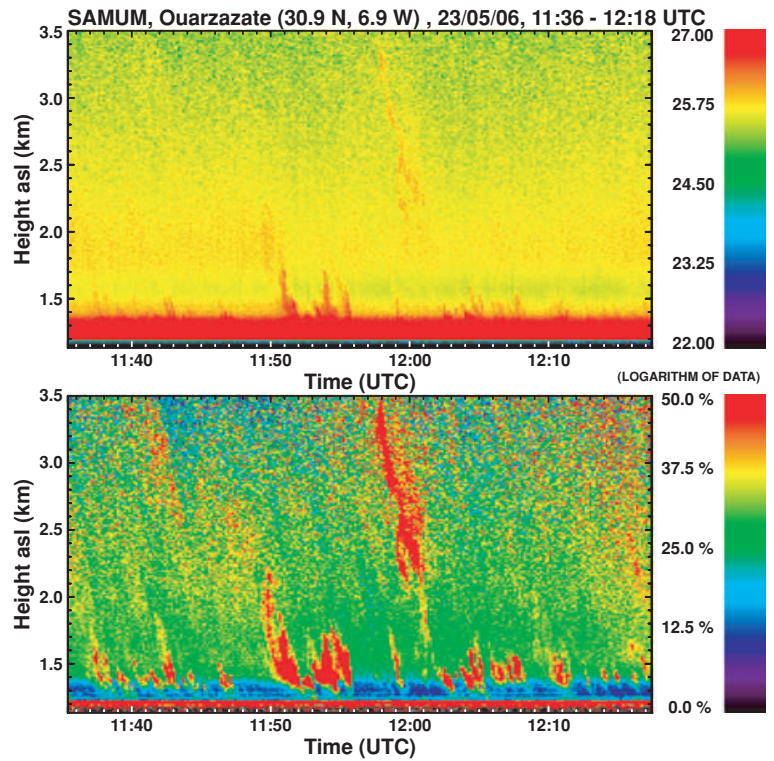 SAMUM, Ouarzazate (30.9 N, 6.9 W) , 23/05/06, 11:36 - 12:18 UTC
3.5
3.0
2.5
2.0
1.5
Height asl (km)
11:40 11:50 12:00 12:10
Time (UTC)
27.00
25.75
24.50
23.25
22.00
(LOGARITHM OF DATA)
3.5
3.0
2.5
2.0
1.5
Height asl (km)
11:40 11:50 12:00 12:10
Time (UTC)
50.0 %
37.5 %
25.0 %
12.5 %
0.0 %